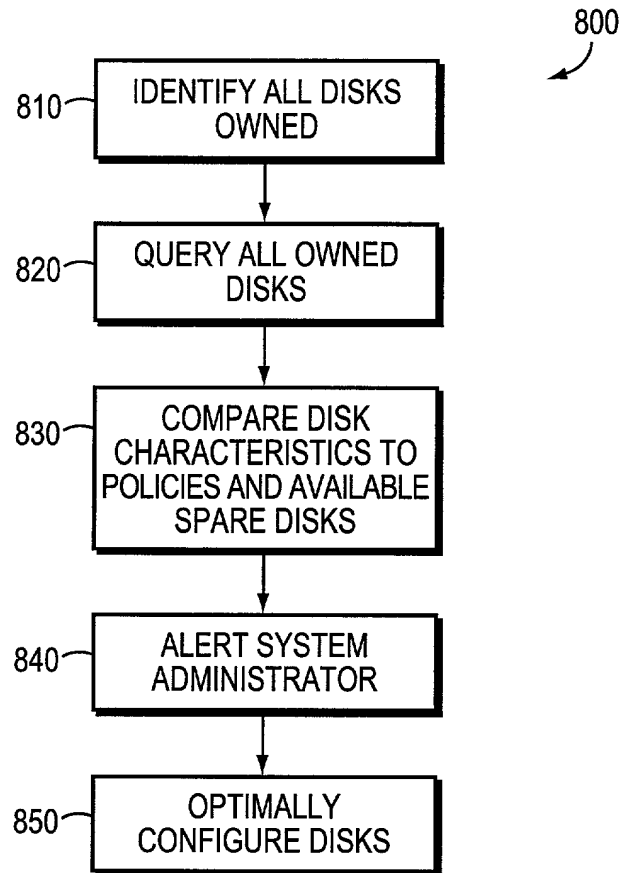 800
810
IDENTIFY ALL DISKS
OWNED
820
QUERY ALL OWNED
DISKS
830
COMPARE DISK
CHARACTERISTICS TO
POLICIES AND AVAILABLE
SPARE DISKS
840
ALERT SYSTEM
ADMINISTRATOR
850
OPTIMALLY
CONFIGURE DISKS